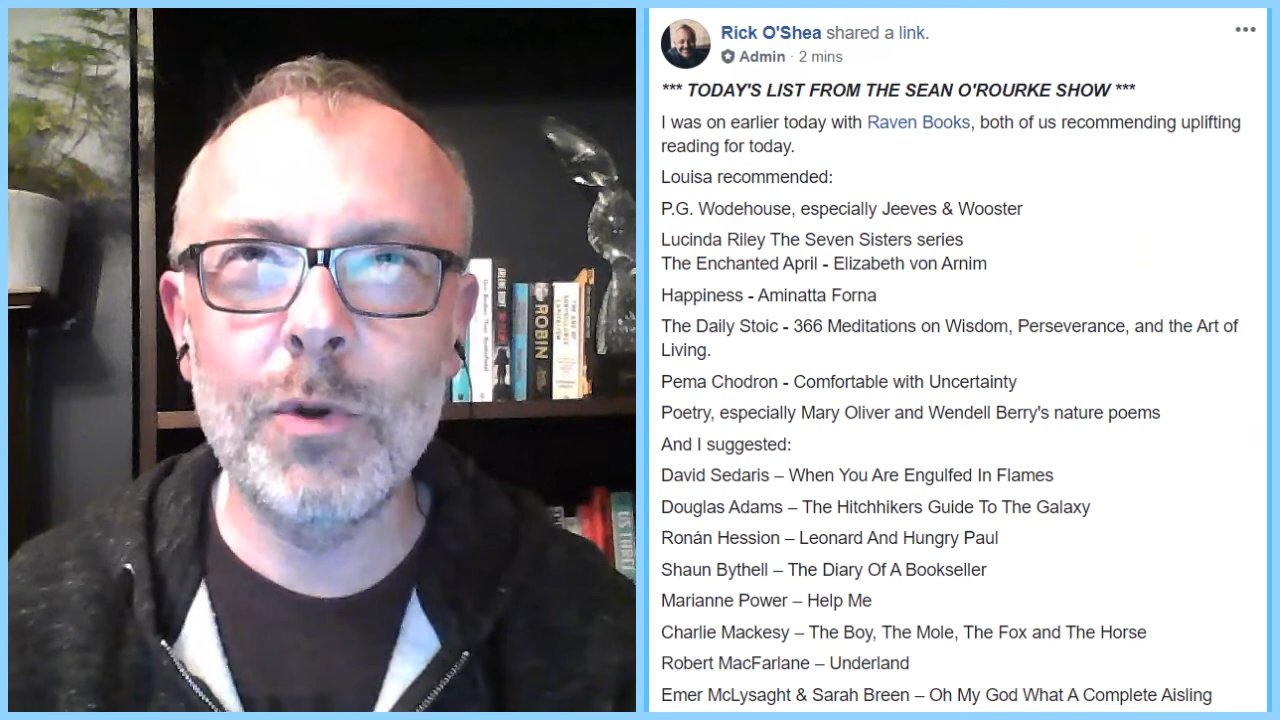 Rick O'Shea shared a link.
Admin · 2 mins
*** TODAY'S LIST FROM THE SEAN O'ROURKE SHOW ***
I was on earlier today with Raven Books, both of us recommending uplifting
reading for today.
Louisa recommended:
P.G. Wodehouse, especially Jeeves & Wooster
Lucinda Riley The Seven Sisters series
The Enchanted April - Elizabeth von Arnim
Happiness - Aminatta Forna
The Daily Stoic - 366 Meditations on Wisdom, Perseverance, and the Art of
Living.
Pema Chodron - Comfortable with Uncertainty
Poetry, especially Mary Oliver and Wendell Berry's nature poems
And I suggested:
David Sedaris – When You Are Engulfed In Flames
Douglas Adams – The Hitchhikers Guide To The Galaxy
Ronán Hession – Leonard And Hungry Paul
Shaun Bythell – The Diary Of A Bookseller
Marianne Power – Help Me
Charlie Mackesy – The Boy, The Mole, The Fox and The Horse
Robert MacFarlane – Underland
Emer McLysaght & Sarah Breen – Oh My God What A Complete Aisling
ROBIN